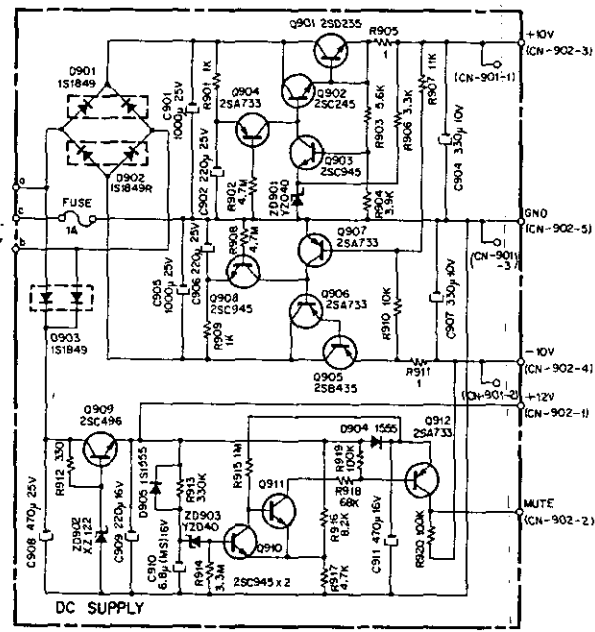 Q901 2SD235
R905
1
+10V
(CN-902-3)
(CN-901-1)
D901
1S1849
C901
1000μ 25V
R901 1K
Q904
2SA733
Q902
2SC245
Q903
2SC945
R903 5.6K
R906 3.3K
R907 11K
C904 330μ 10V
D902
1S1849R
C902 220μ 25V
R902
4.7M
ZD901
YZ040
R904
3.9K
a
c
b
FUSE
1A
GND
(CN-902-5)
(CN-901
-3)
R908
4.7M
Q907
2SA733
C905
1000μ 25V
C906 220μ 25V
Q908
2SC945
R909
1K
Q906
2SA733
R910 10K
C907 330μ 10V
D903
1S1849
Q905
2SB435
R911
1
-10V
(CN-902-4)
(CN-901-2)
+12V
(CN-902-1)
Q909
2SC496
R912 330
D905 1S1555
R913
330K
R915 1M
Q911
D904 1555
R919
100K
Q912
2SA733
R918
68K
C908 470μ 25V
ZD902
XZ122
C909 220μ 16V
ZD903
YZ040
C910
6.8μ(MS)16V
R914
3.3M
Q910
2SC945 x 2
R916
8.2K
R917
4.7K
C911 470μ 16V
R920 100K
MUTE
(CN-902-2)
DC SUPPLY